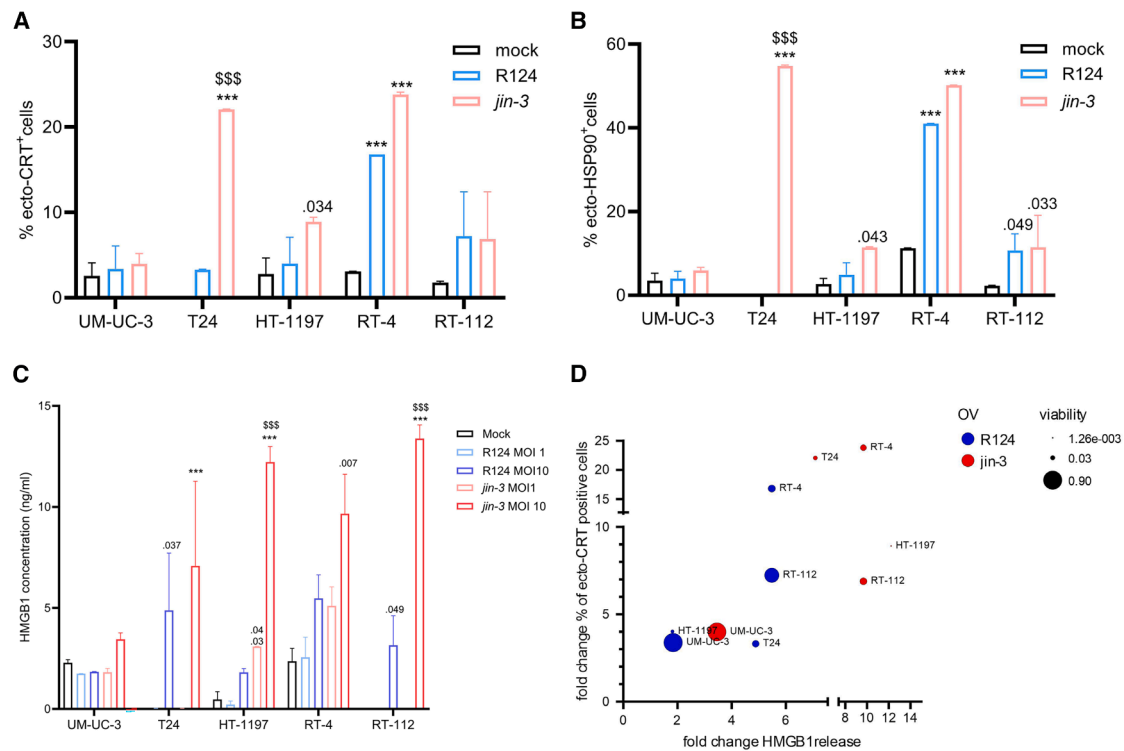 A
30
20
10
0
% ecto-CRT+cells
mock
R124
jin-3
$$$
***
.034
***
***
UM-UC-3 T24 HT-1197 RT-4 RT-112
B
60
40
20
0
% ecto-HSP90+cells
mock
R124
jin-3
$$$
***
.043
***
***
.049
.033
UM-UC-3 T24 HT-1197 RT-4 RT-112
C
15
10
5
0
HMGB1 concentration (ng/ml)
Mock
R124 MOI 1
R124 MOI10
jin-3 MOI1
jin-3 MOI 10
.037
***
.04
.03
$$$
***
.007
.049
$$$
***
UM-UC-3 T24 HT-1197 RT-4 RT-112
D
OV
R124
jin-3
viability
1.26e-003
0.03
0.90
25
20
15
10
8
6
4
2
0
fold change % of ecto-CRT positive cells
T24
RT-4
RT-4
HT-1197
RT-112
RT-112
HT-1197
UM-UC-3
UM-UC-3
T24
0 2 4 6 8 10 12 14
fold change HMGB1release